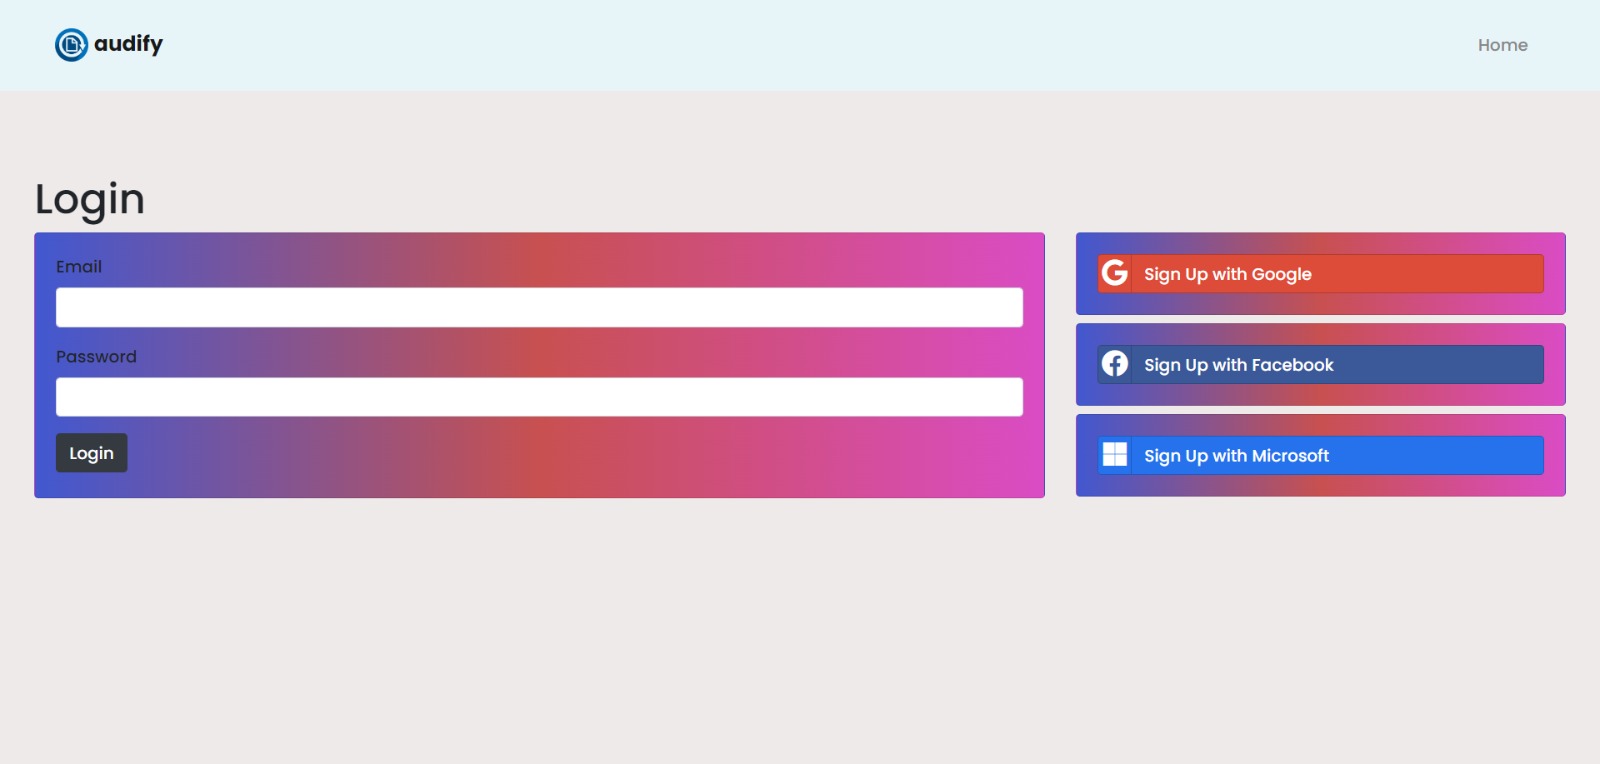 audify
Home
Login
Email
Password
Login
Sign Up with Google
Sign Up with Facebook
Sign Up with Microsoft